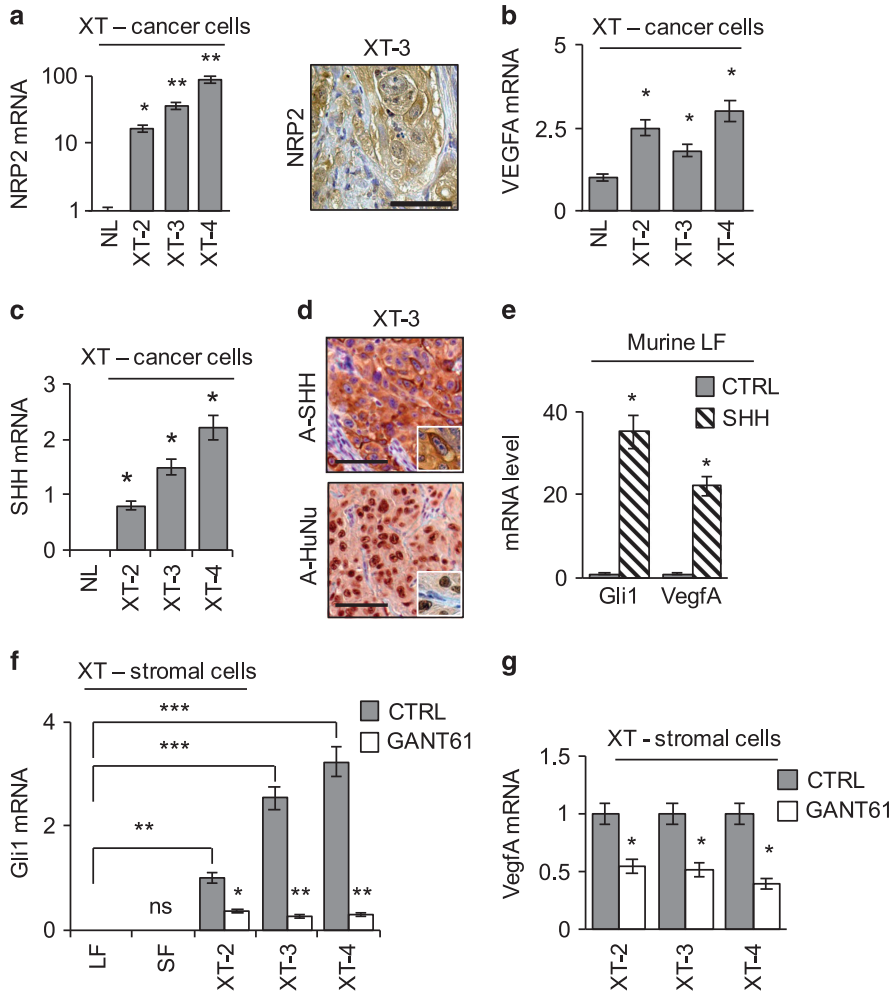 a
XT – cancer cells
NRP2 mRNA
100
10
1
*
**
**
NL
XT-2
XT-3
XT-4
XT-3
NRP2
b
XT – cancer cells
VEGFA mRNA
5
2.5
0
*
*
*
NL
XT-2
XT-3
XT-4
c
XT – cancer cells
SHH mRNA
3
2
1
0
*
*
*
NL
XT-2
XT-3
XT-4
d
XT-3
A-SHH
A-HuNu
e
Murine LF
CTRL
SHH
mRNA level
40
20
0
*
*
Gli1 VegfA
f
XT – stromal cells
CTRL
GANT61
Gli1 mRNA
4
2
0
***
***
**
ns
*
**
**
LF
SF
XT-2
XT-3
XT-4
g
XT - stromal cells
CTRL
GANT61
VegfA mRNA
1.5
1
0.5
0
*
*
*
XT-2
XT-3
XT-4